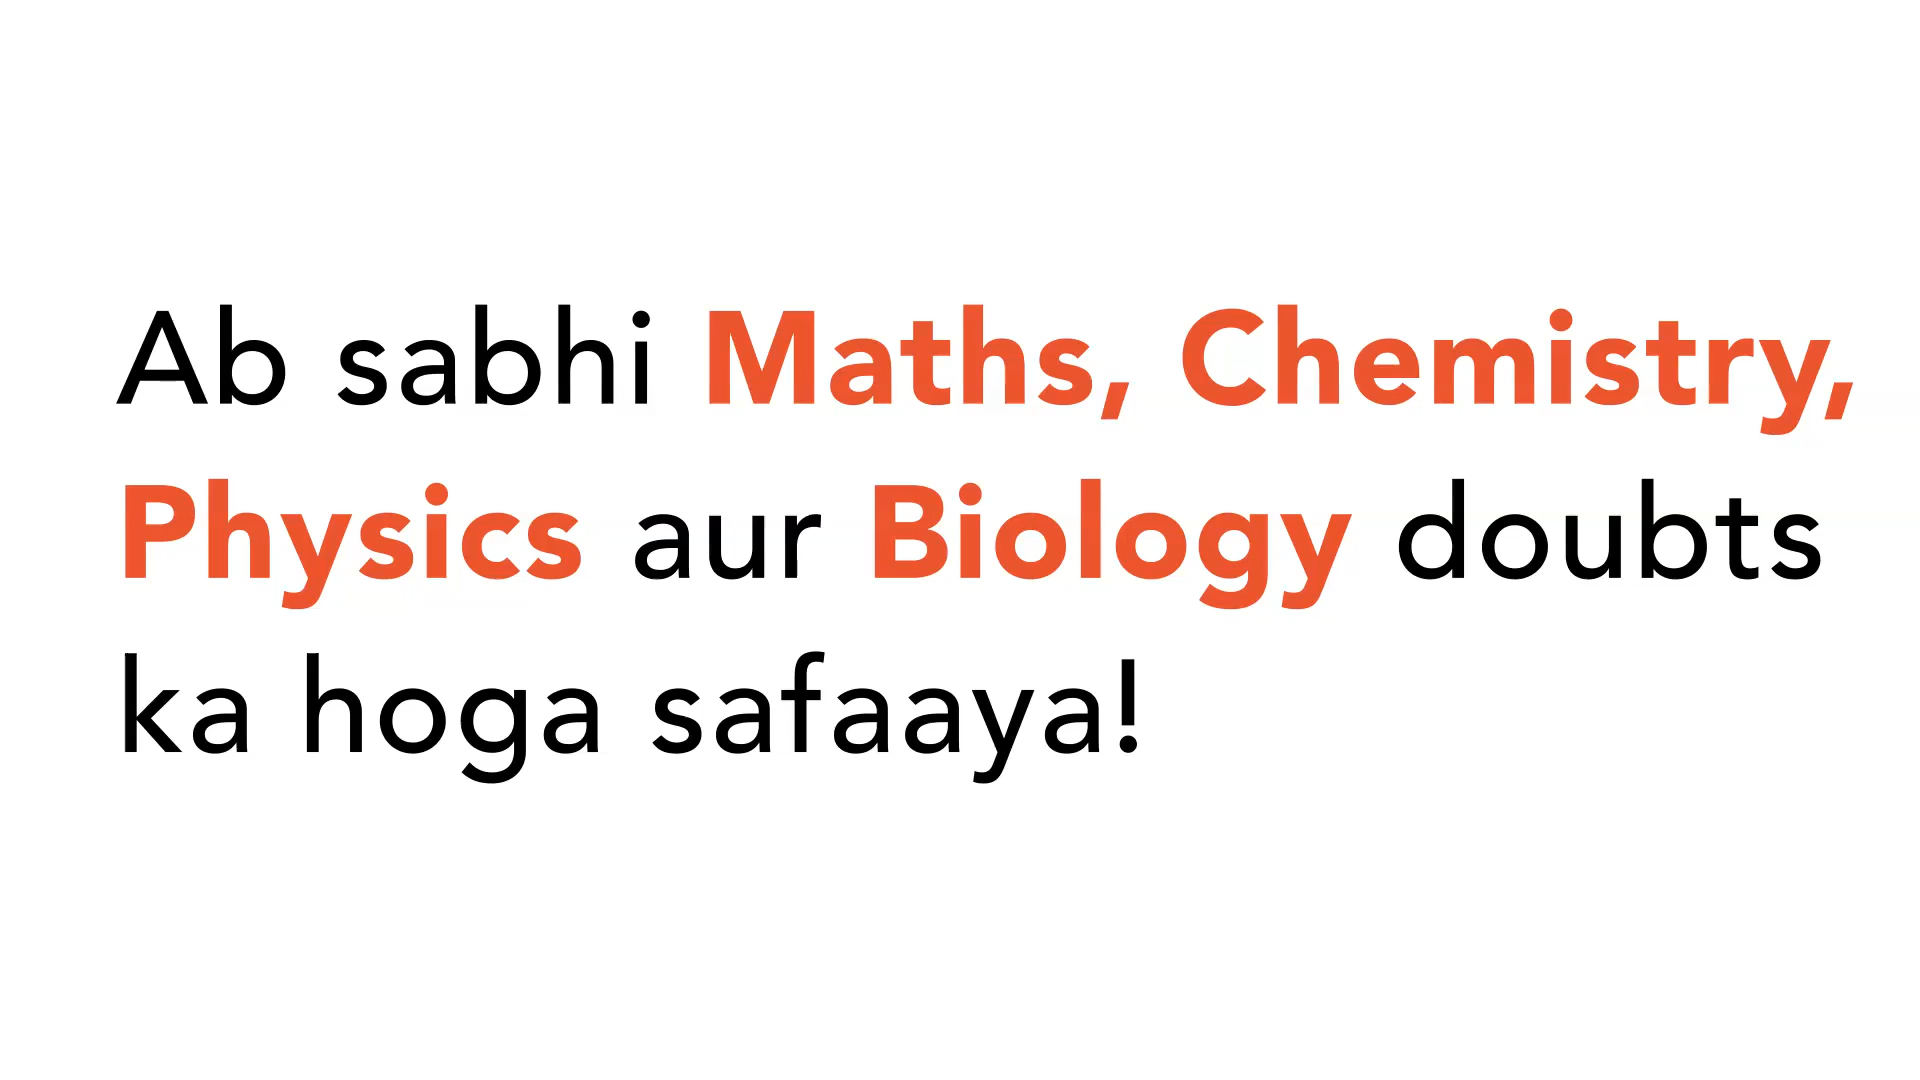 Ab sabhi Maths, Chemistry,
Physics aur Biology doubts
ka hoga safaaya!